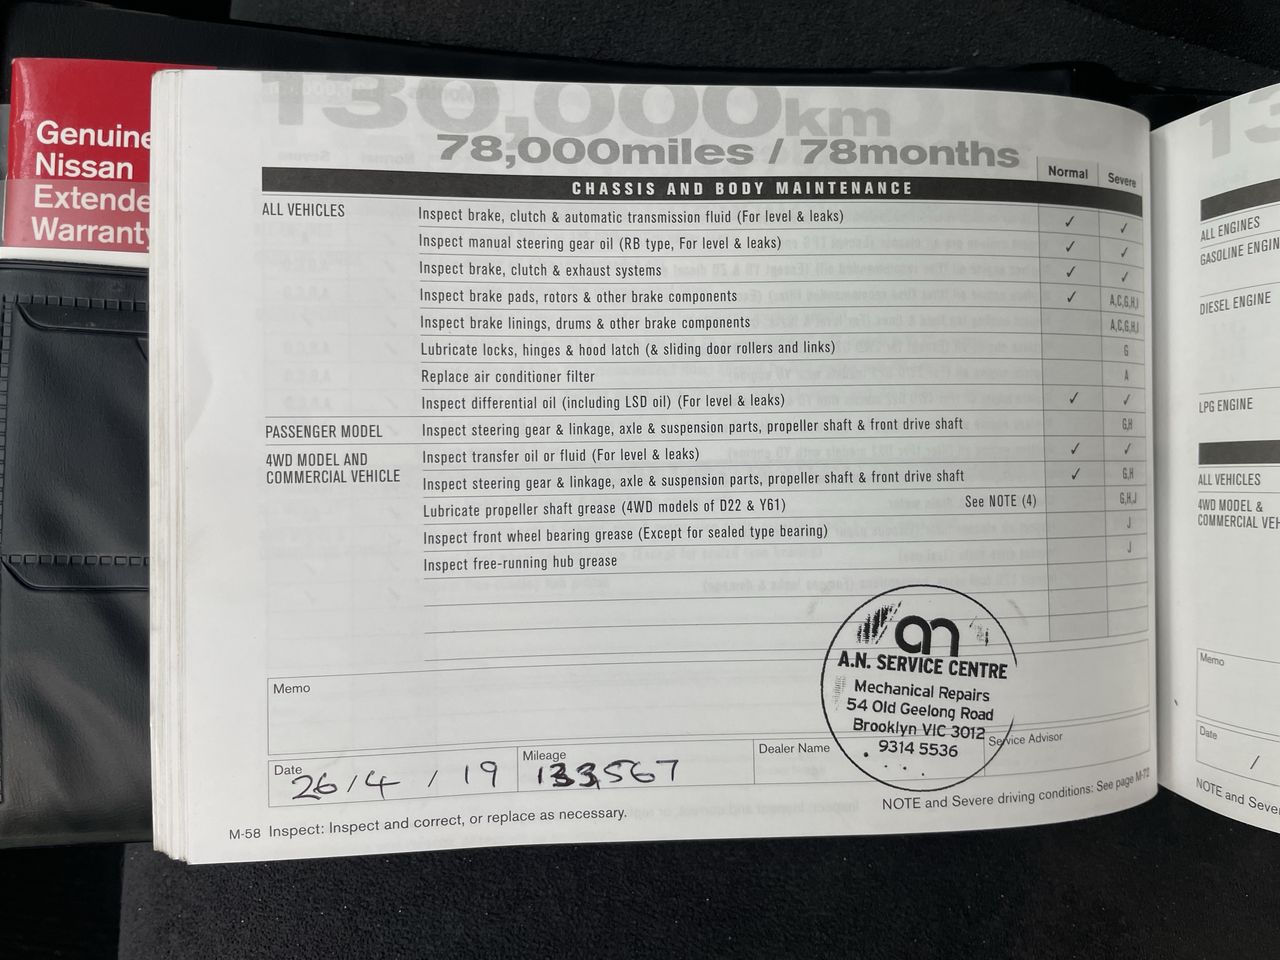 Genuine
Nissan
Extende
Warranty
130,000km
78,000miles / 78months
Normal
Severe
CHASSIS AND BODY MAINTENANCE
ALL VEHICLES
Inspect brake, clutch & automatic transmission fluid (For level & leaks) ✓ ✓
Inspect manual steering gear oil (RB type, For level & leaks) ✓ ✓
Inspect brake, clutch & exhaust systems ✓ ✓
Inspect brake pads, rotors & other brake components ✓ A,C,G,H,I
Inspect brake linings, drums & other brake components A,C,G,H,I
Lubricate locks, hinges & hood latch (& sliding door rollers and links) G
Replace air conditioner filter A
Inspect differential oil (including LSD oil) (For level & leaks) ✓ ✓
PASSENGER MODEL
Inspect steering gear & linkage, axle & suspension parts, propeller shaft & front drive shaft G,H
4WD MODEL AND
COMMERCIAL VEHICLE
Inspect transfer oil or fluid (For level & leaks) ✓ ✓
Inspect steering gear & linkage, axle & suspension parts, propeller shaft & front drive shaft ✓ G,H
Lubricate propeller shaft grease (4WD models of D22 & Y61) See NOTE (4) G,H,J
Inspect front wheel bearing grease (Except for sealed type bearing) J
Inspect free-running hub grease J
an
A.N. SERVICE CENTRE
Mechanical Repairs
54 Old Geelong Road
Brooklyn VIC 3012
9314 5536
Memo
Date
26/4/19
Mileage
133,567
Dealer Name
Service Advisor
M-58 Inspect: Inspect and correct, or replace as necessary.
NOTE and Severe driving conditions: See page M-72
13
ALL ENGINES
GASOLINE ENGIN
DIESEL ENGINE
LPG ENGINE
ALL VEHICLES
4WD MODEL &
COMMERCIAL VEH
Memo
Date
/
NOTE and Seve